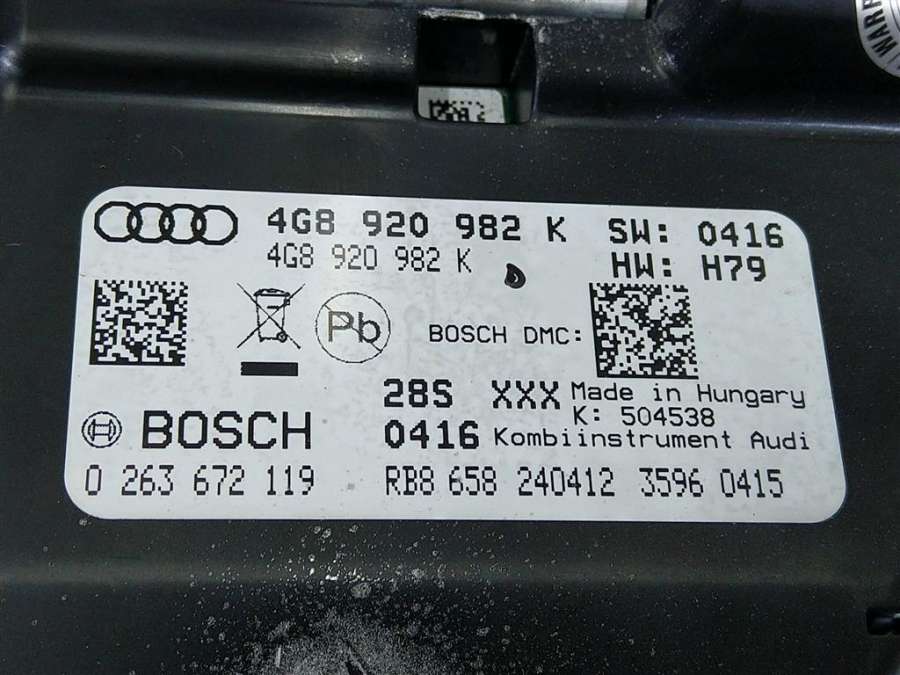 4G8 920 982 K SW: 0416
4G8 920 982 K HW: H79
Pb BOSCH DMC:
28S XXX Made in Hungary
K: 504538
BOSCH 0416 Kombiinstrument Audi
0 263 672 119 RB8 658 240412 3596 0415